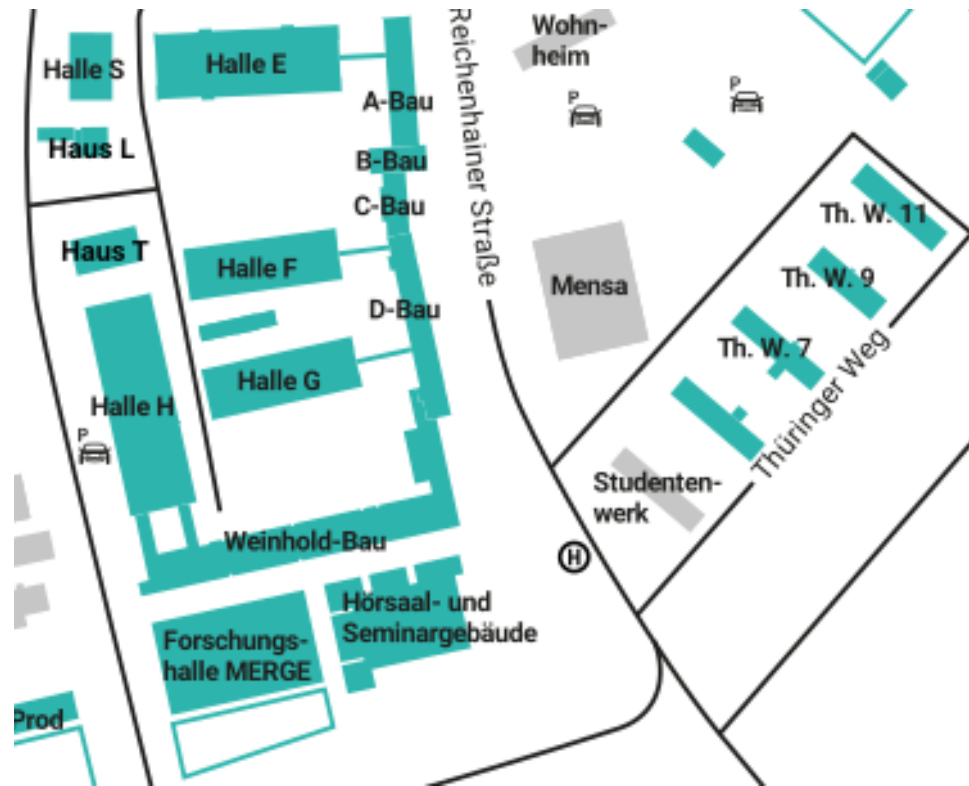 Reichenhainer Straße
Wohn-
heim
Halle S
Halle E
P
P
A-Bau
Haus L
B-Bau
C-Bau
Th. W. 11
Haus T
Halle F
Th. W. 9
Mensa
D-Bau
Th. W. 7
Halle G
Halle H
P
Thüringer Weg
Studenten-
werk
Weinhold-Bau
H
Hörsaal- und
Seminargebäude
Forschungs-
halle MERGE
Prod